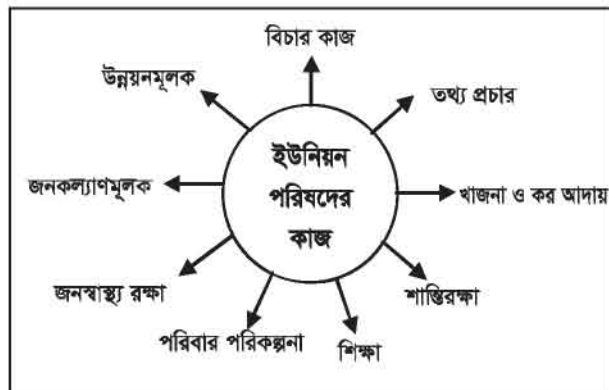 বিচার কাজ
উন্নয়নমূলক
তথ্য প্রচার
ইউনিয়ন
পরিষদের
কাজ
জনকল্যাণমূলক
খাজনা ও কর আদায়
জনস্বাস্থ্য রক্ষা
শান্তিরক্ষা
পরিবার পরিকল্পনা
শিক্ষা